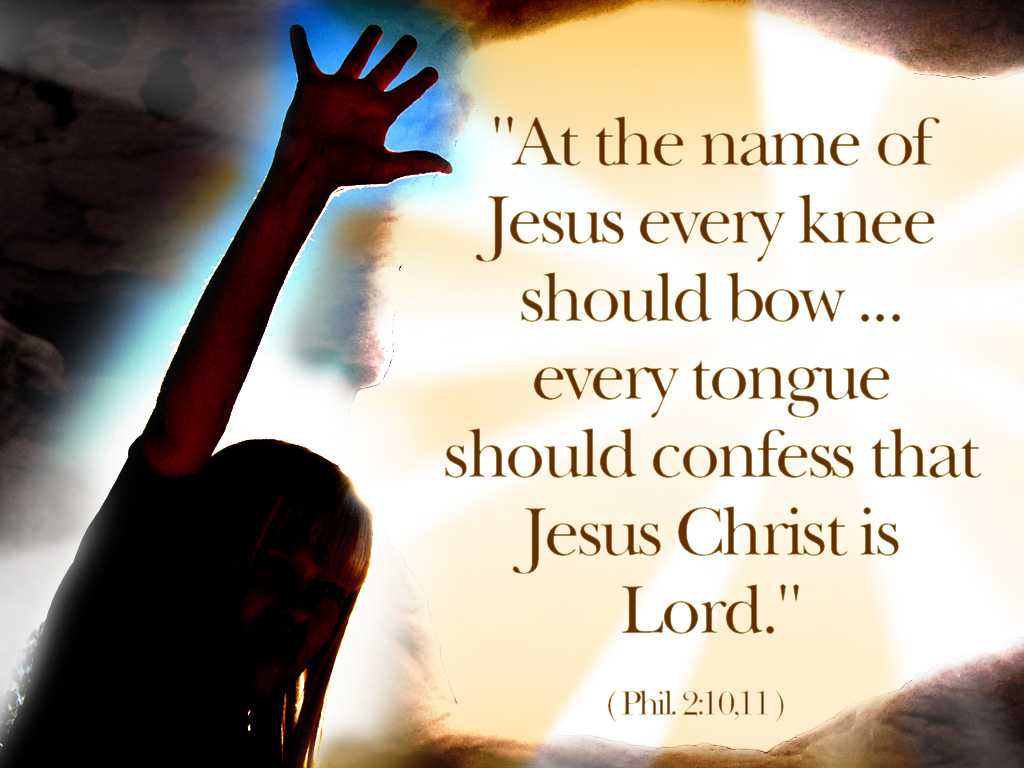 "At the name of
Jesus every knee
should bow ...
every tongue
should confess that
Jesus Christ is
Lord."
( Phil. 2:10,11 )